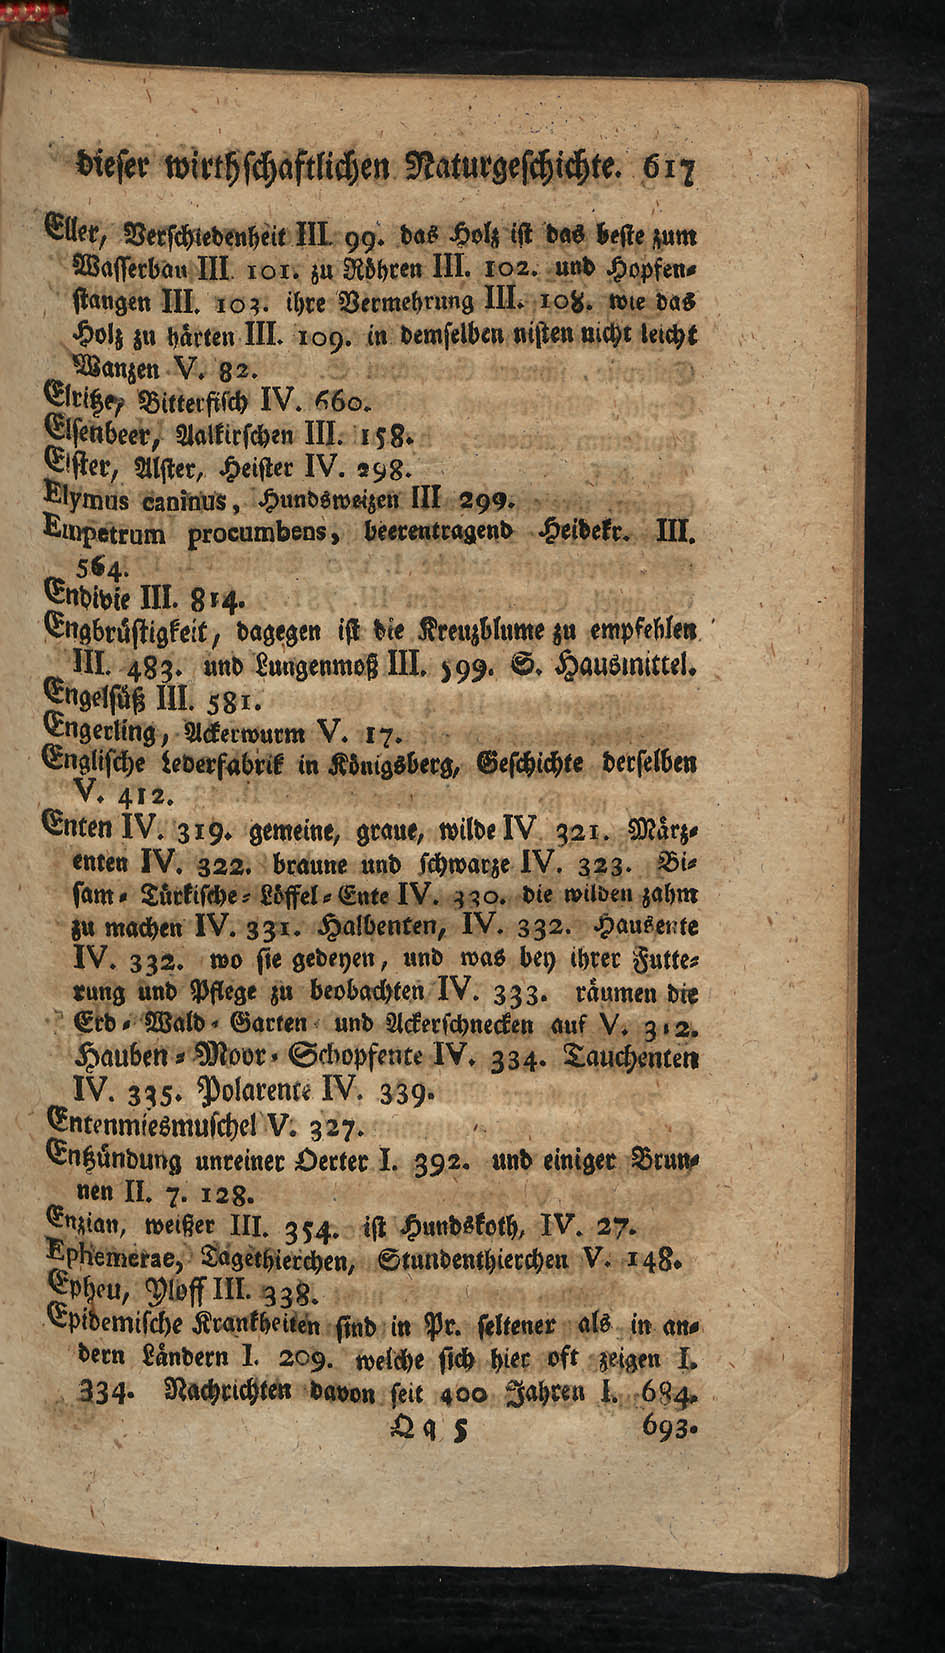 dieser wirthschaftlichen Naturgeschichte. 617
Eller, Verschiedenheit III. 99. das Holz ist das beste zum
Wasserbau III. 101. zu Röhren III. 102. und Hopfen-
stangen III. 103. ihre Vermehrung III. 108. wie das
Holz zu härten III. 109. in demselben nisten nicht leicht
Wanzen V. 82.
Elritze, Bitterfisch IV. 660.
Elsenbeer, Aalkirschen III. 158.
Elster, Alster, Heister IV. 298.
Elymus caninus, Hundsweizen III 299.
Empetrum procumbens, beerentragend Heidekr. III.
564.
Endivie III. 814.
Engbrüstigkeit, dagegen ist die Kreuzblume zu empfehlen
III. 483. und Lungenmoß III. 599. S. Hausmittel.
Engelsüß III. 581.
Engerling, Ackerwurm V. 17.
Englische Lederfabrik in Königsberg, Geschichte derselben
V. 412.
Enten IV. 319. gemeine, graue, wilde IV 321. März-
enten IV. 322. braune und schwarze IV. 323. Bi-
sam- Türkische- Löffel-Ente IV. 330. die wilden zahm
zu machen IV. 331. Halbenten, IV. 332. Hausente
IV. 332. wo sie gedeyen, und was bey ihrer Futte-
rung und Pflege zu beobachten IV. 333. räumen die
Erd- Wald- Garten- und Ackerschnecken auf V. 312.
Hauben- Moor- Schopfente IV. 334. Tauchenten
IV. 335. Polarente IV. 339.
Entenmiesmuschel V. 327.
Entzündung unreiner Oerter I. 392. und einiger Brun-
nen II. 7. 128.
Enzian, weißer III. 354. ist Hundskoth, IV. 27.
Ephemerae, Tagethierchen, Stundenthierchen V. 148.
Epheu, Yloff III. 338.
Epidemische Krankheiten sind in Pr. seltener als in an-
dern Ländern I. 209. welche sich hier oft zeigen I.
334. Nachrichten davon seit 400 Jahren I. 684.
Qq 5 693.